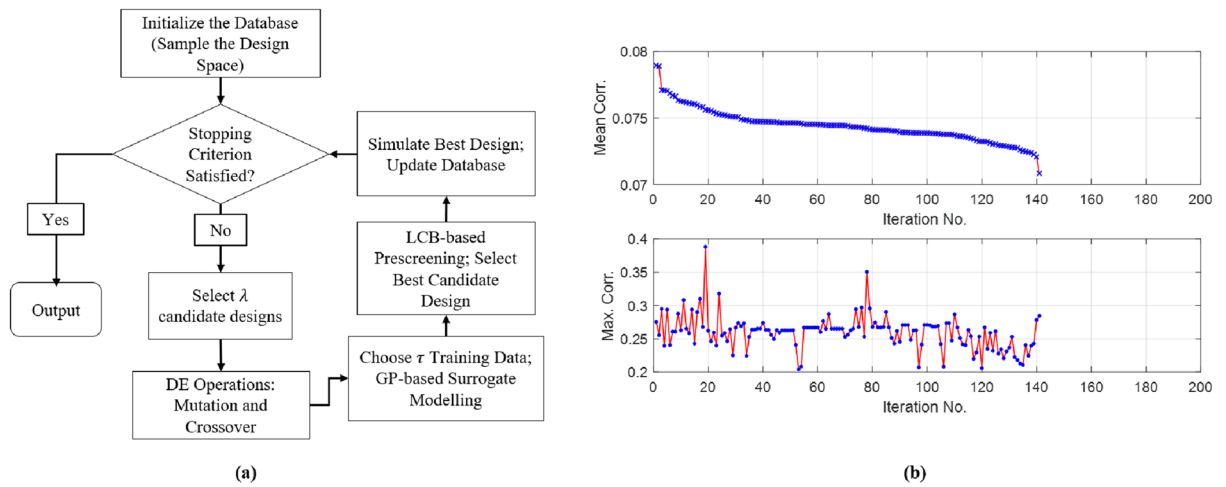 Initialize the Database
(Sample the Design
Space)
Stopping
Criterion
Satisfied?
Yes
No
Output
Select λ
candidate designs
DE Operations:
Mutation and
Crossover
Choose τ Training Data;
GP-based Surrogate
Modelling
LCB-based
Prescreening; Select
Best Candidate
Design
Simulate Best Design;
Update Database
(a)
0.08
0.075
0.07
Mean Corr.
0 20 40 60 80 100 120 140 160 180 200
Iteration No.
0.4
0.35
0.3
0.25
0.2
Max. Corr.
0 20 40 60 80 100 120 140 160 180 200
Iteration No.
(b)